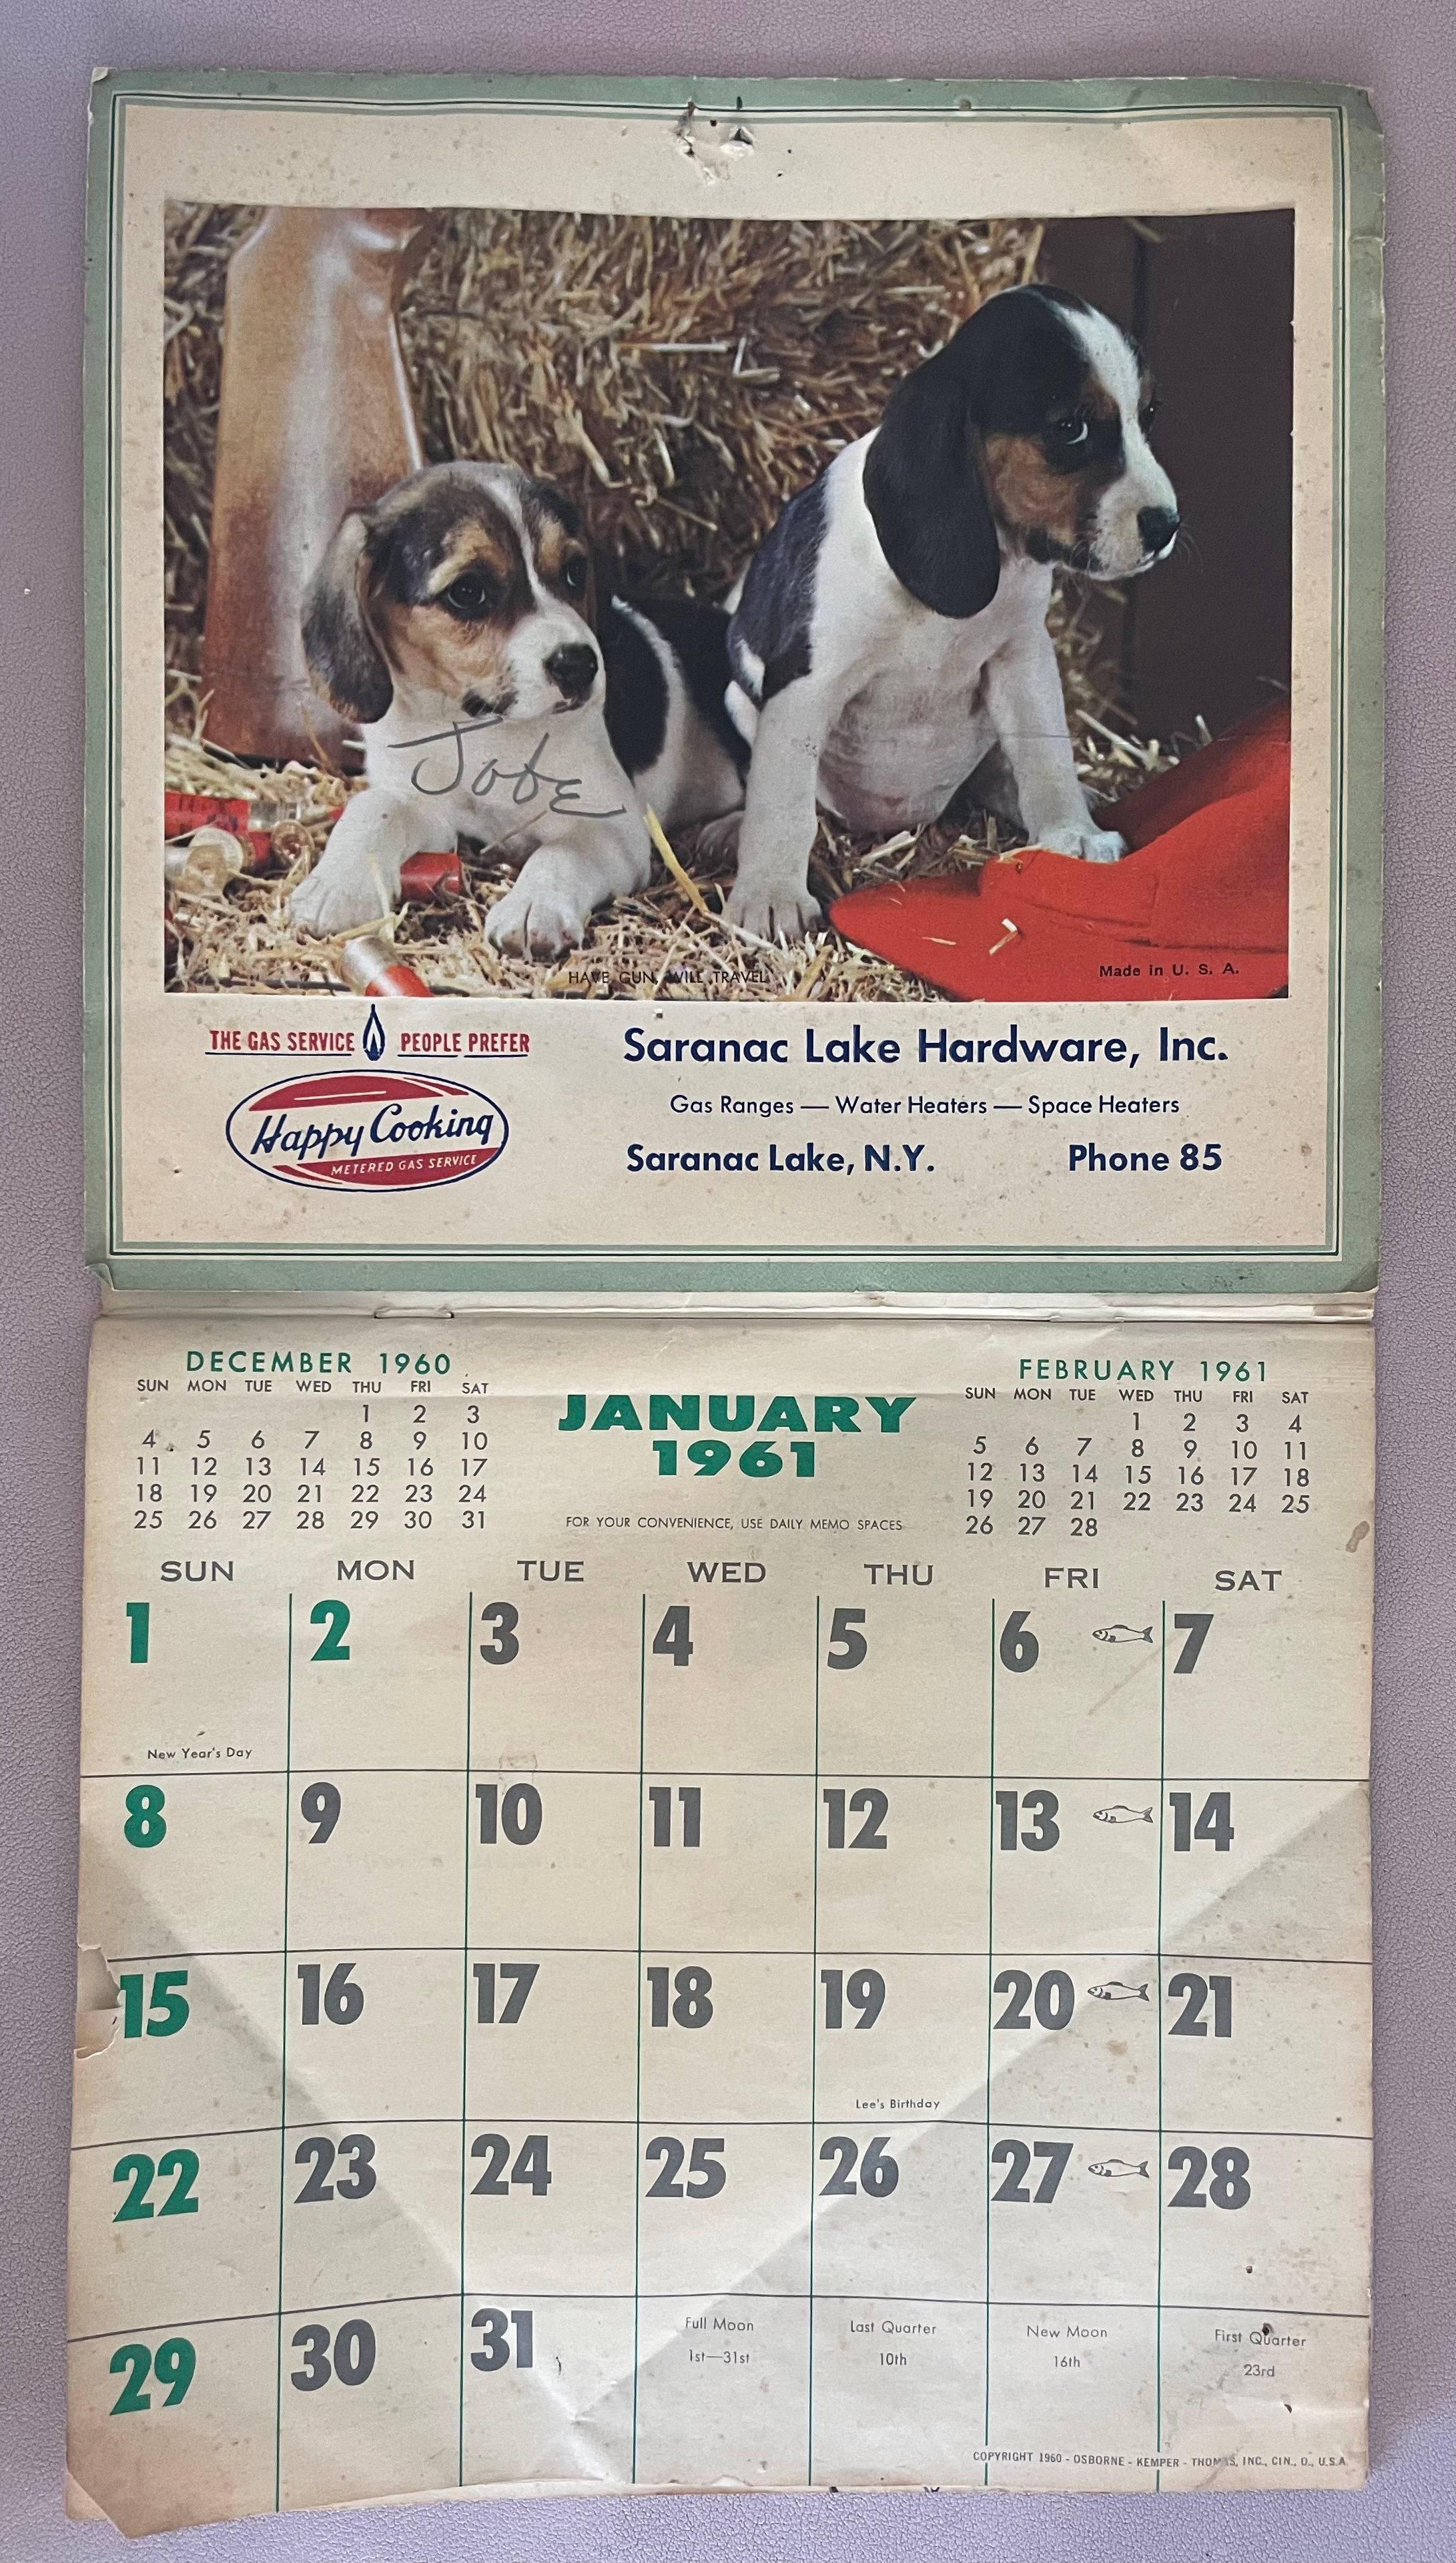 Jobe
HAVE GUN, WILL TRAVEL
Made in U. S. A.
THE GAS SERVICE PEOPLE PREFER
Happy Cooking
METERED GAS SERVICE
Saranac Lake Hardware, Inc.
Gas Ranges — Water Heaters — Space Heaters
Saranac Lake, N.Y. Phone 85
DECEMBER 1960
SUN MON TUE WED THU FRI SAT
1 2 3
4 5 6 7 8 9 10
11 12 13 14 15 16 17
18 19 20 21 22 23 24
25 26 27 28 29 30 31
JANUARY
1961
FOR YOUR CONVENIENCE, USE DAILY MEMO SPACES
FEBRUARY 1961
SUN MON TUE WED THU FRI SAT
1 2 3 4
5 6 7 8 9 10 11
12 13 14 15 16 17 18
19 20 21 22 23 24 25
26 27 28
SUN MON TUE WED THU FRI SAT
1 2 3 4 5 6 7
New Year's Day
8 9 10 11 12 13 14
15 16 17 18 19 20 21
Lee's Birthday
22 23 24 25 26 27 28
29 30 31
Full Moon Last Quarter New Moon First Quarter
1st—31st 10th 16th 23rd
COPYRIGHT 1960 - OSBORNE - KEMPER - THOMAS, INC., CIN., O., U.S.A.